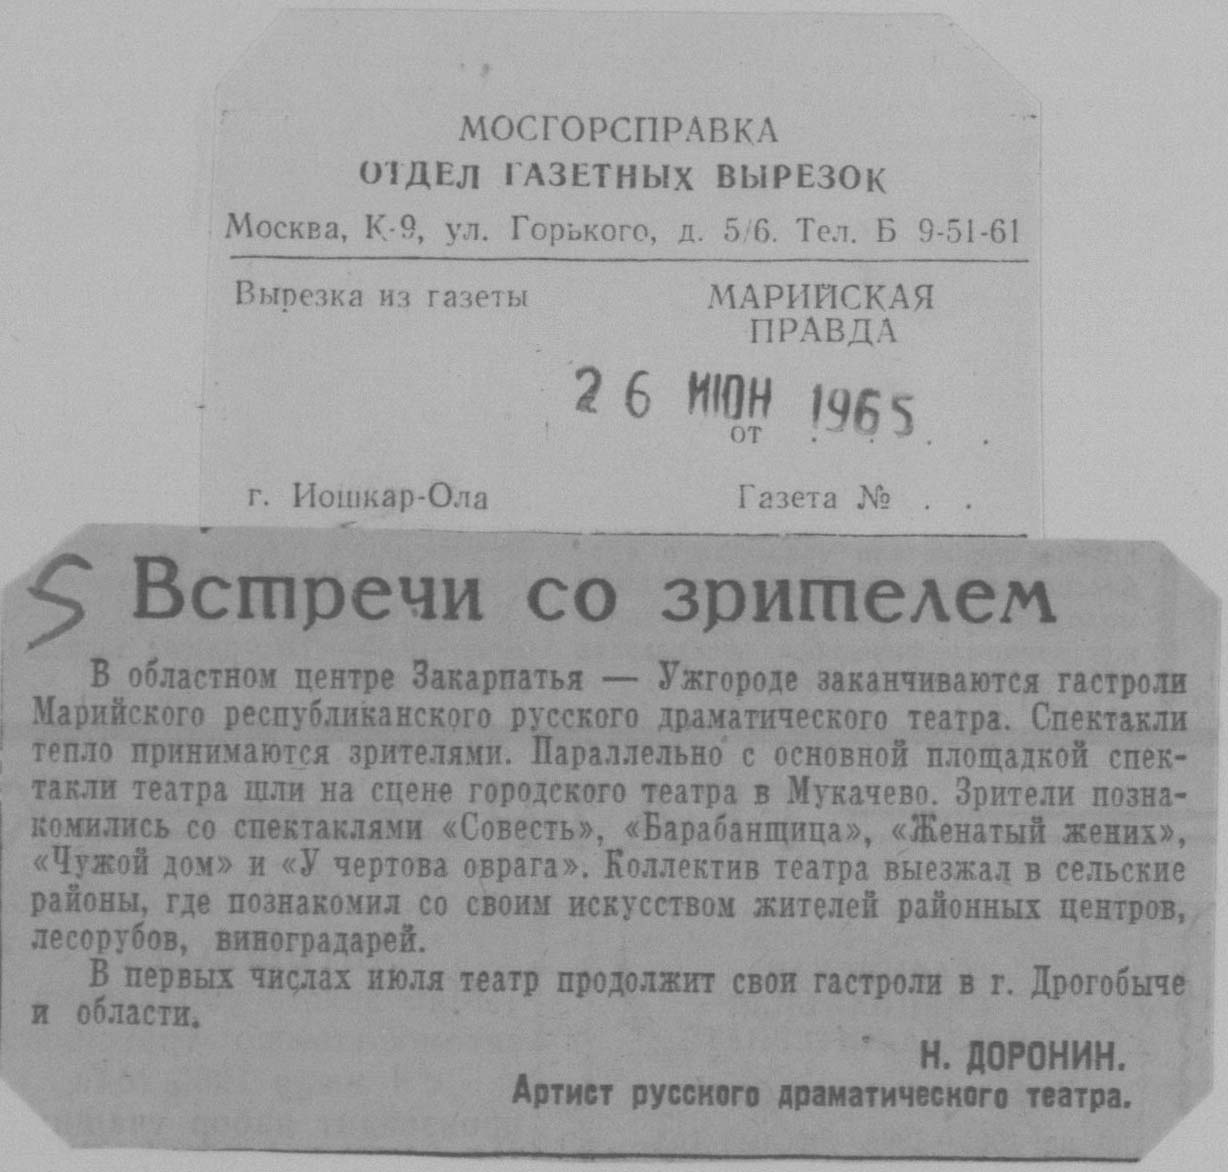 МОСГОРСПРАВКА
ОТДЕЛ ГАЗЕТНЫХ ВЫРЕЗОК
Москва, К-9, ул. Горького, д. 5/6. Тел. Б 9-51-61
Вырезка из газеты
МАРИЙСКАЯ
ПРАВДА
26 ИЮН 1965
от . . . .
г. Йошкар-Ола Газета № . .
5 Встречи со зрителем
В областном центре Закарпатья — Ужгороде заканчиваются гастроли
Марийского республиканского русского драматического театра. Спектакли
тепло принимаются зрителями. Параллельно с основной площадкой спек-
такли театра шли на сцене городского театра в Мукачево. Зрители позна-
комились со спектаклями «Совесть», «Барабанщица», «Женатый жених»,
«Чужой дом» и «У чертова оврага». Коллектив театра выезжал в сельские
районы, где познакомил со своим искусством жителей районных центров,
лесорубов, виноградарей.
В первых числах июля театр продолжит свои гастроли в г. Дрогобыче
и области.
Н. ДОРОНИН.
Артист русского драматического театра.